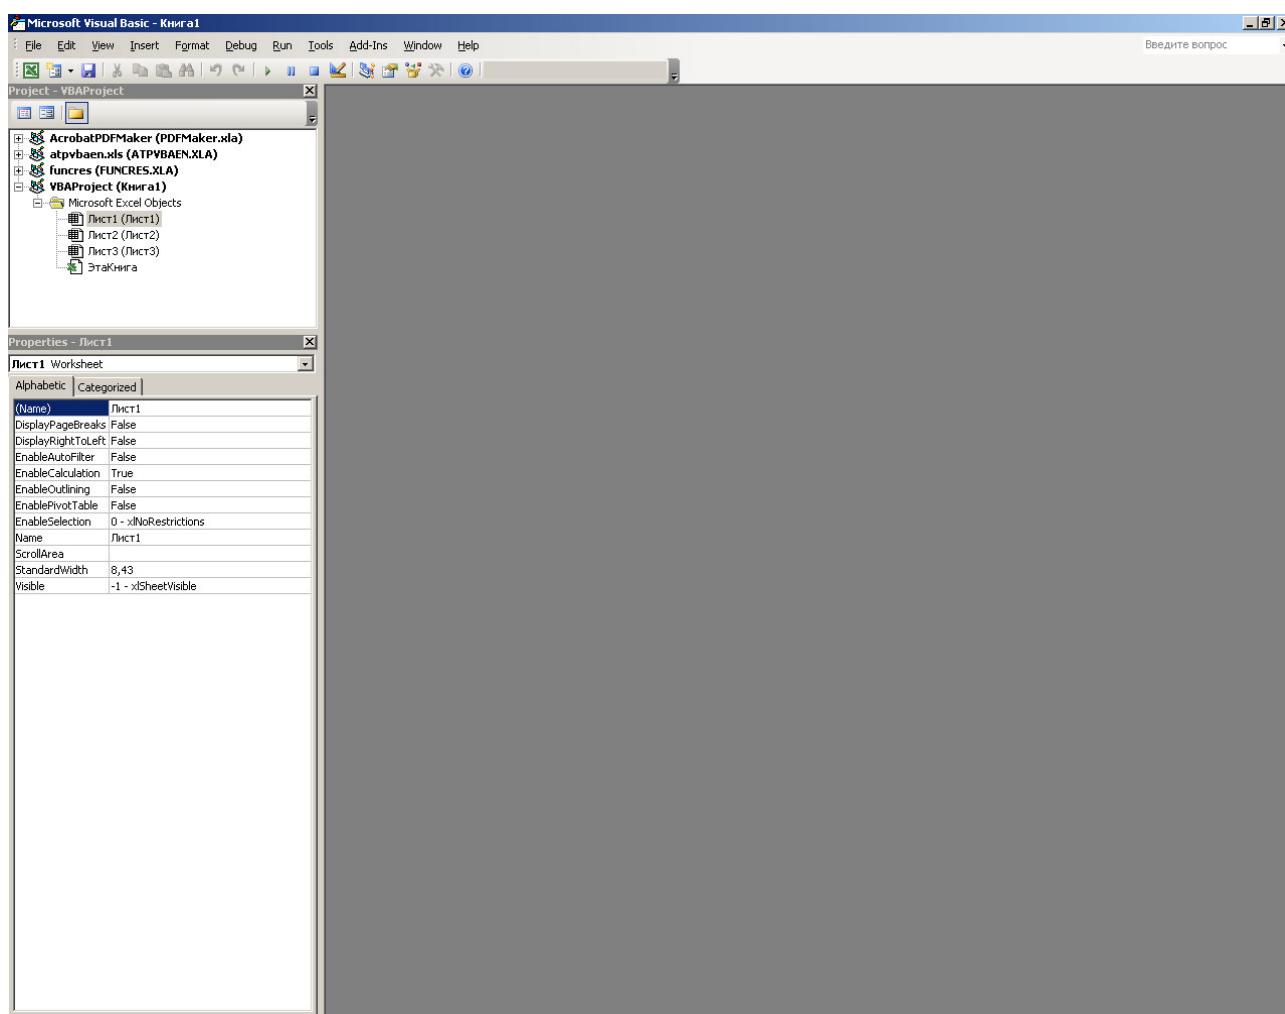 Microsoft Visual Basic - Книга1
File Edit View Insert Format Debug Run Tools Add-Ins Window Help Введите вопрос
Project - VBAProject
AcrobatPDFMaker (PDFMaker.xla)
atpvbaen.xls (ATPVBAEN.XLA)
funcres (FUNCRES.XLA)
VBAProject (Книга1)
Microsoft Excel Objects
Лист1 (Лист1)
Лист2 (Лист2)
Лист3 (Лист3)
ЭтаКнига
Properties - Лист1
Лист1 Worksheet
Alphabetic Categorized
(Name) Лист1
DisplayPageBreaks False
DisplayRightToLeft False
EnableAutoFilter False
EnableCalculation True
EnableOutlining False
EnablePivotTable False
EnableSelection 0 - xlNoRestrictions
Name Лист1
ScrollArea
StandardWidth 8,43
Visible -1 - xlSheetVisible